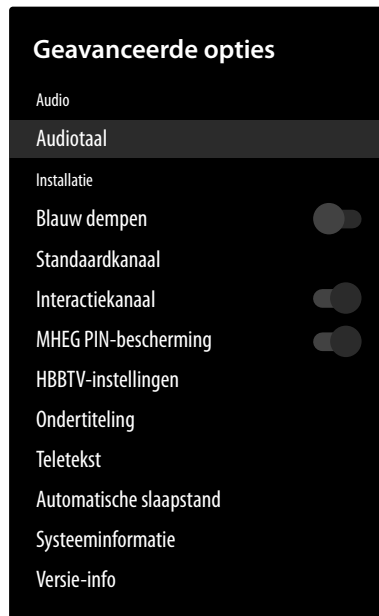 Geavanceerde opties
Audio
Audiotaal
Installatie
Blauw dempen
Standaardkanaal
Interactiekanaal
MHEG PIN-bescherming
HBBTV-instellingen
Ondertiteling
Teletekst
Automatische slaapstand
Systeeminformatie
Versie-info